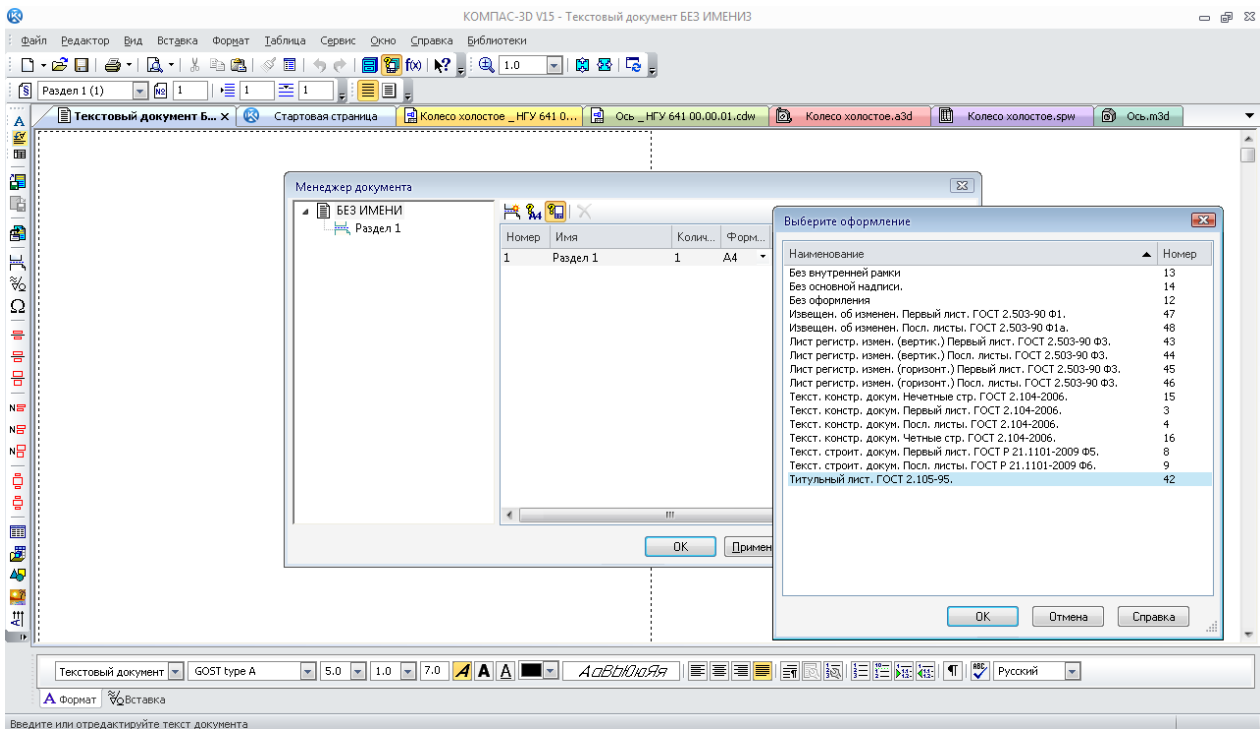 КОМПАС-3D V15 - Текстовый документ БЕЗ ИМЕНИ3
Файл Редактор Вид Вставка Формат Таблица Сервис Окно Справка Библиотеки
1.0
Раздел 1 (1) 1 1 1
Текстовый документ Б... Стартовая страница Колесо холостое _ НГУ 641 0... Ось _ НГУ 641 00.00.01.cdw Колесо холостое.a3d Колесо холостое.spw Ось.m3d
Менеджер документа
БЕЗ ИМЕНИ
Раздел 1
Номер Имя Колич... Форм...
1 Раздел 1 1 А4
ОК Примен
Выберите оформление
Наименование Номер
Без внутренней рамки 13
Без основной надписи. 14
Без оформления 12
Извещен. об изменен. Первый лист. ГОСТ 2.503-90 Ф1. 47
Извещен. об изменен. Посл. листы. ГОСТ 2.503-90 Ф1а. 48
Лист регистр. измен. (вертик.) Первый лист. ГОСТ 2.503-90 Ф3. 43
Лист регистр. измен. (вертик.) Посл. листы. ГОСТ 2.503-90 Ф3. 44
Лист регистр. измен. (горизонт.) Первый лист. ГОСТ 2.503-90 Ф3. 45
Лист регистр. измен. (горизонт.) Посл. листы. ГОСТ 2.503-90 Ф3. 46
Текст. констр. докум. Нечетные стр. ГОСТ 2.104-2006. 15
Текст. констр. докум. Первый лист. ГОСТ 2.104-2006. 3
Текст. констр. докум. Посл. листы. ГОСТ 2.104-2006. 4
Текст. констр. докум. Четные стр. ГОСТ 2.104-2006. 16
Текст. строит. докум. Первый лист. ГОСТ Р 21.1101-2009 Ф5. 8
Текст. строит. докум. Посл. листы. ГОСТ Р 21.1101-2009 Ф6. 9
Титульный лист. ГОСТ 2.105-95. 42
ОК Отмена Справка
Текстовый документ GOST type A 5.0 1.0 7.0 АаВbЮюЯя Русский
Формат Вставка
Введите или отредактируйте текст документа